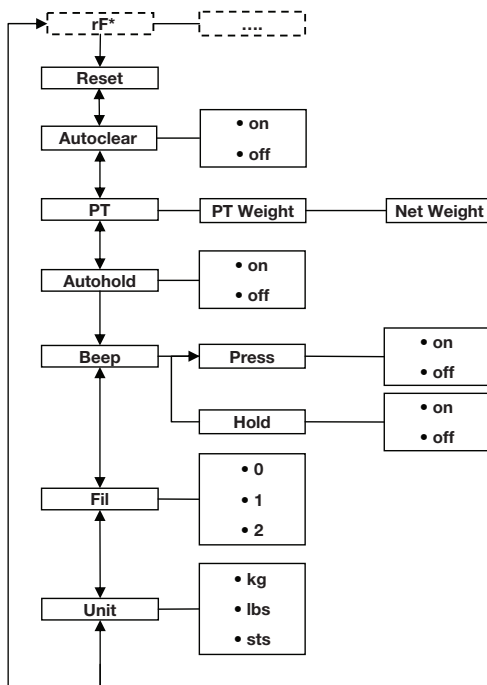 rF* ....
Reset
Autoclear
• on
• off
PT PT Weight Net Weight
Autohold
• on
• off
Beep Press
• on
• off
Hold
• on
• off
Fil
• 0
• 1
• 2
Unit
• kg
• lbs
• sts